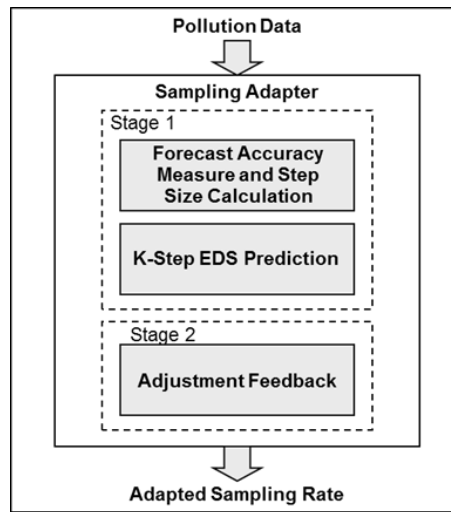 Pollution Data
Sampling Adapter
Stage 1
Forecast Accuracy
Measure and Step
Size Calculation
K-Step EDS Prediction
Stage 2
Adjustment Feedback
Adapted Sampling Rate